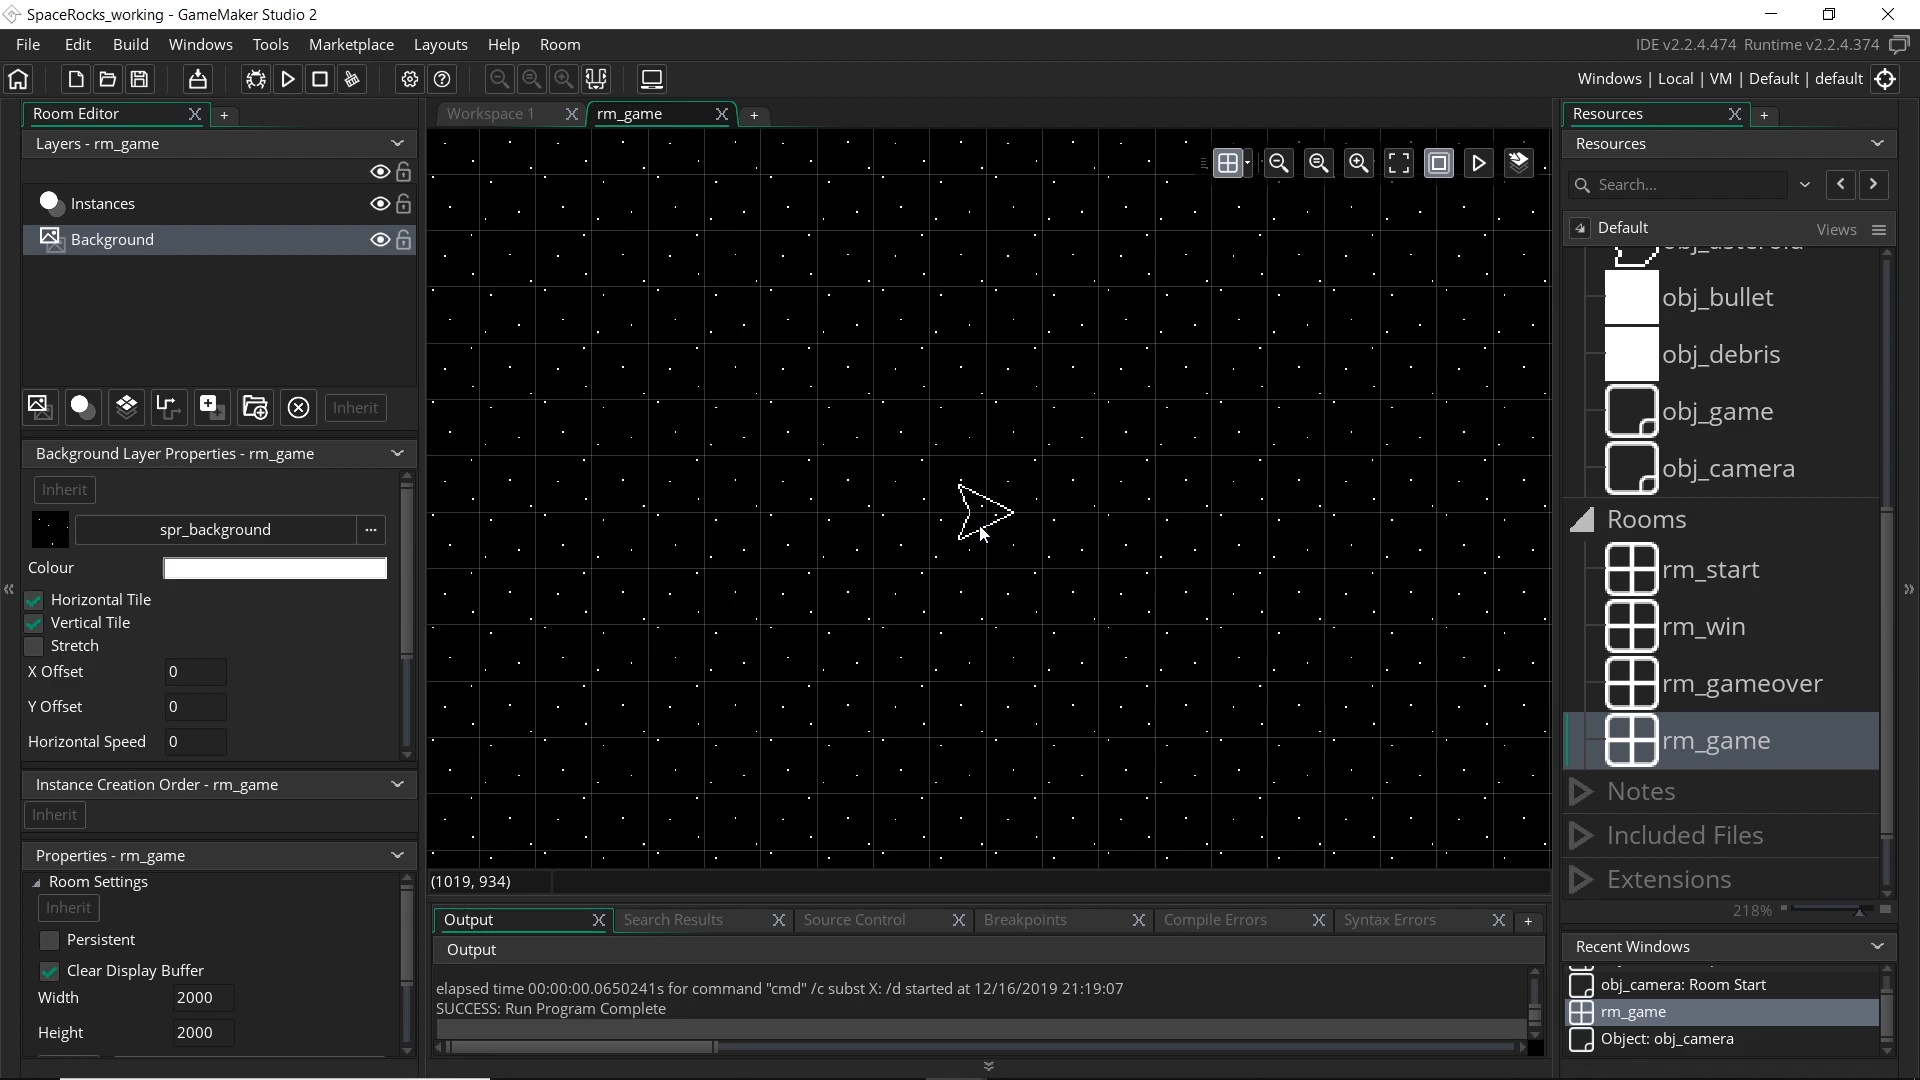 SpaceRocks_working - GameMaker Studio 2
File Edit Build Windows Tools Marketplace Layouts Help Room
IDE v2.2.4.474 Runtime v2.2.4.374
Windows | Local | VM | Default | default
Room Editor
Layers - rm_game
Instances
Background
Inherit
Background Layer Properties - rm_game
Inherit
spr_background
...
Colour
Horizontal Tile
Vertical Tile
Stretch
X Offset 0
Y Offset 0
Horizontal Speed 0
Instance Creation Order - rm_game
Inherit
Properties - rm_game
Room Settings
Inherit
Persistent
Clear Display Buffer
Width 2000
Height 2000
Workspace 1
rm_game
(1019, 934)
Output Search Results Source Control Breakpoints Compile Errors Syntax Errors
Output
elapsed time 00:00:00.0650241s for command "cmd" /c subst X: /d started at 12/16/2019 21:19:07
SUCCESS: Run Program Complete
Resources
Resources
Search...
Default
Views
obj_asteroid
obj_bullet
obj_debris
obj_game
obj_camera
Rooms
rm_start
rm_win
rm_gameover
rm_game
Notes
Included Files
Extensions
218%
Recent Windows
obj_camera: Room Start
rm_game
Object: obj_camera